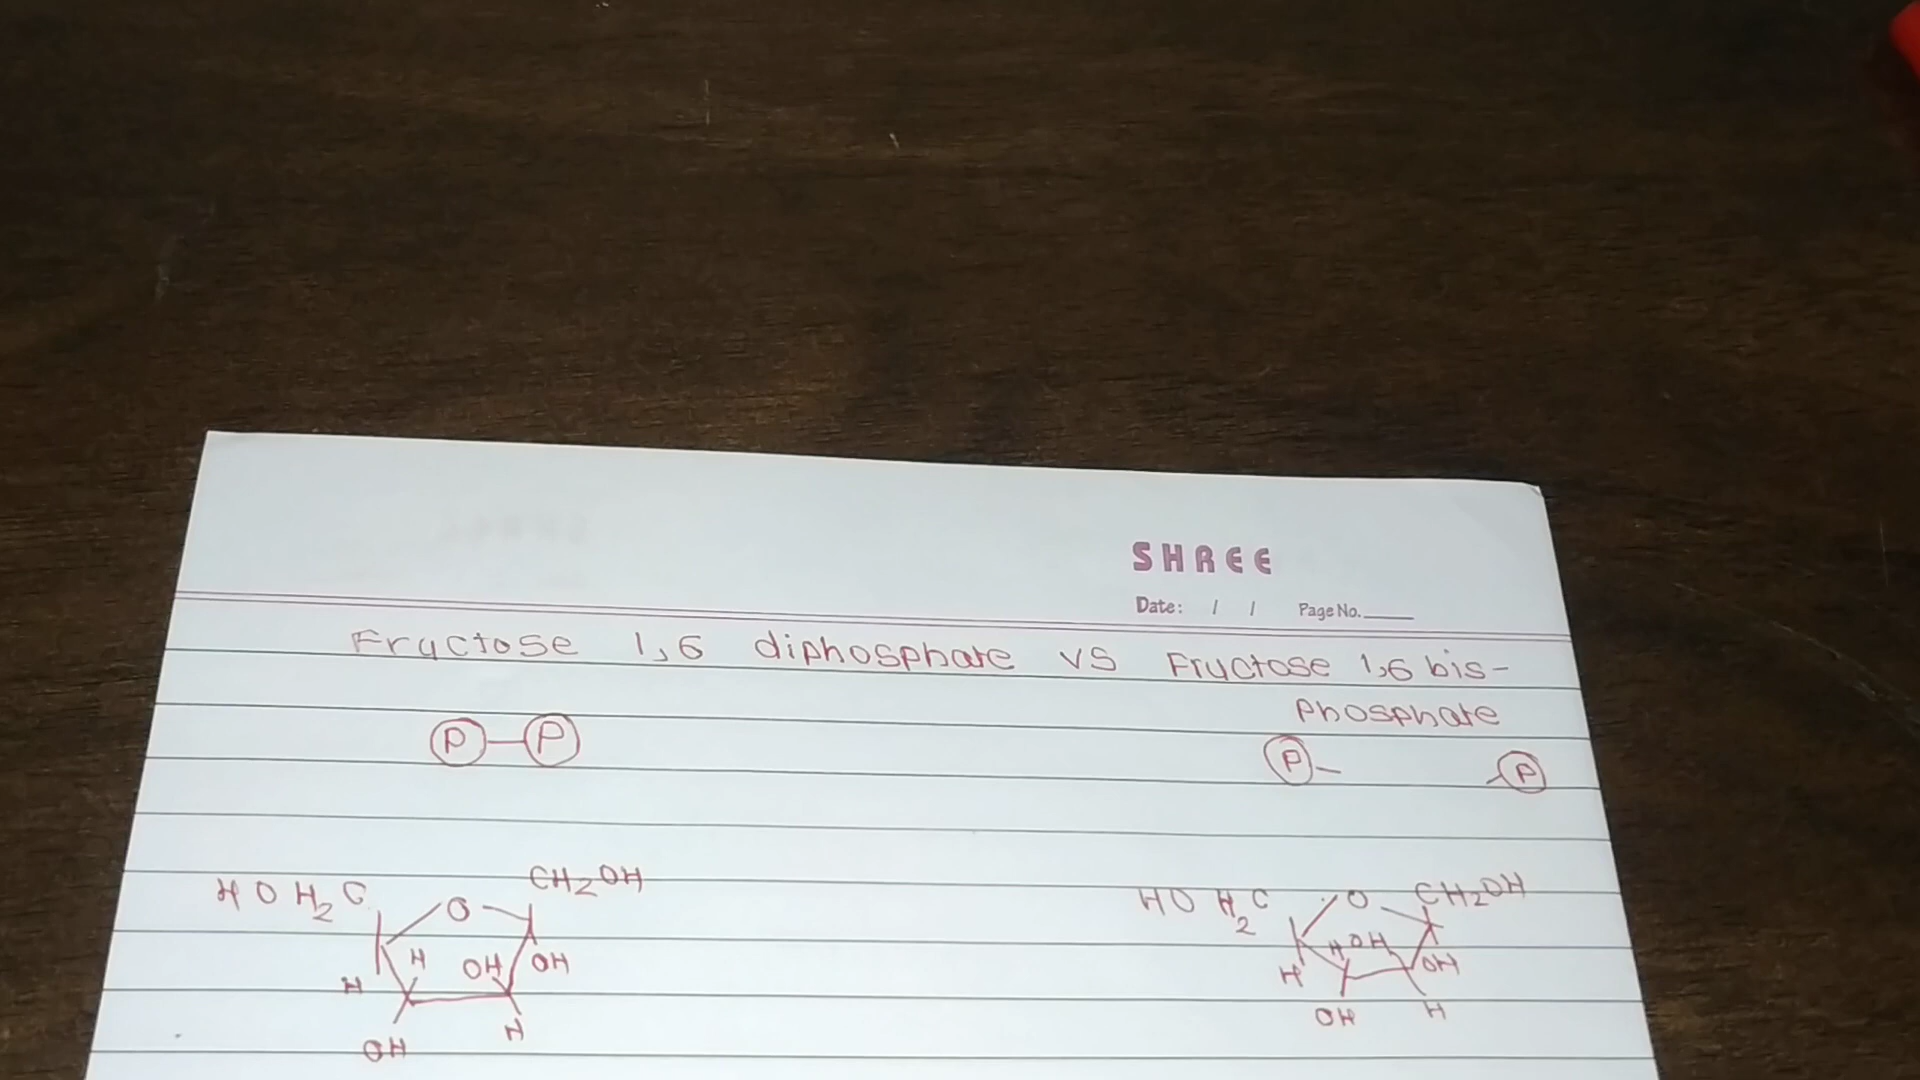 SHREE
Date: / / Page No.
Fructose 1,6 diphosphate vs Fructose 1,6 bis-
Phosphate
P-P P- -P
HOH2C O CH2OH HOH2C O CH2OH
H OH OH H OH OH
H H
OH H OH H